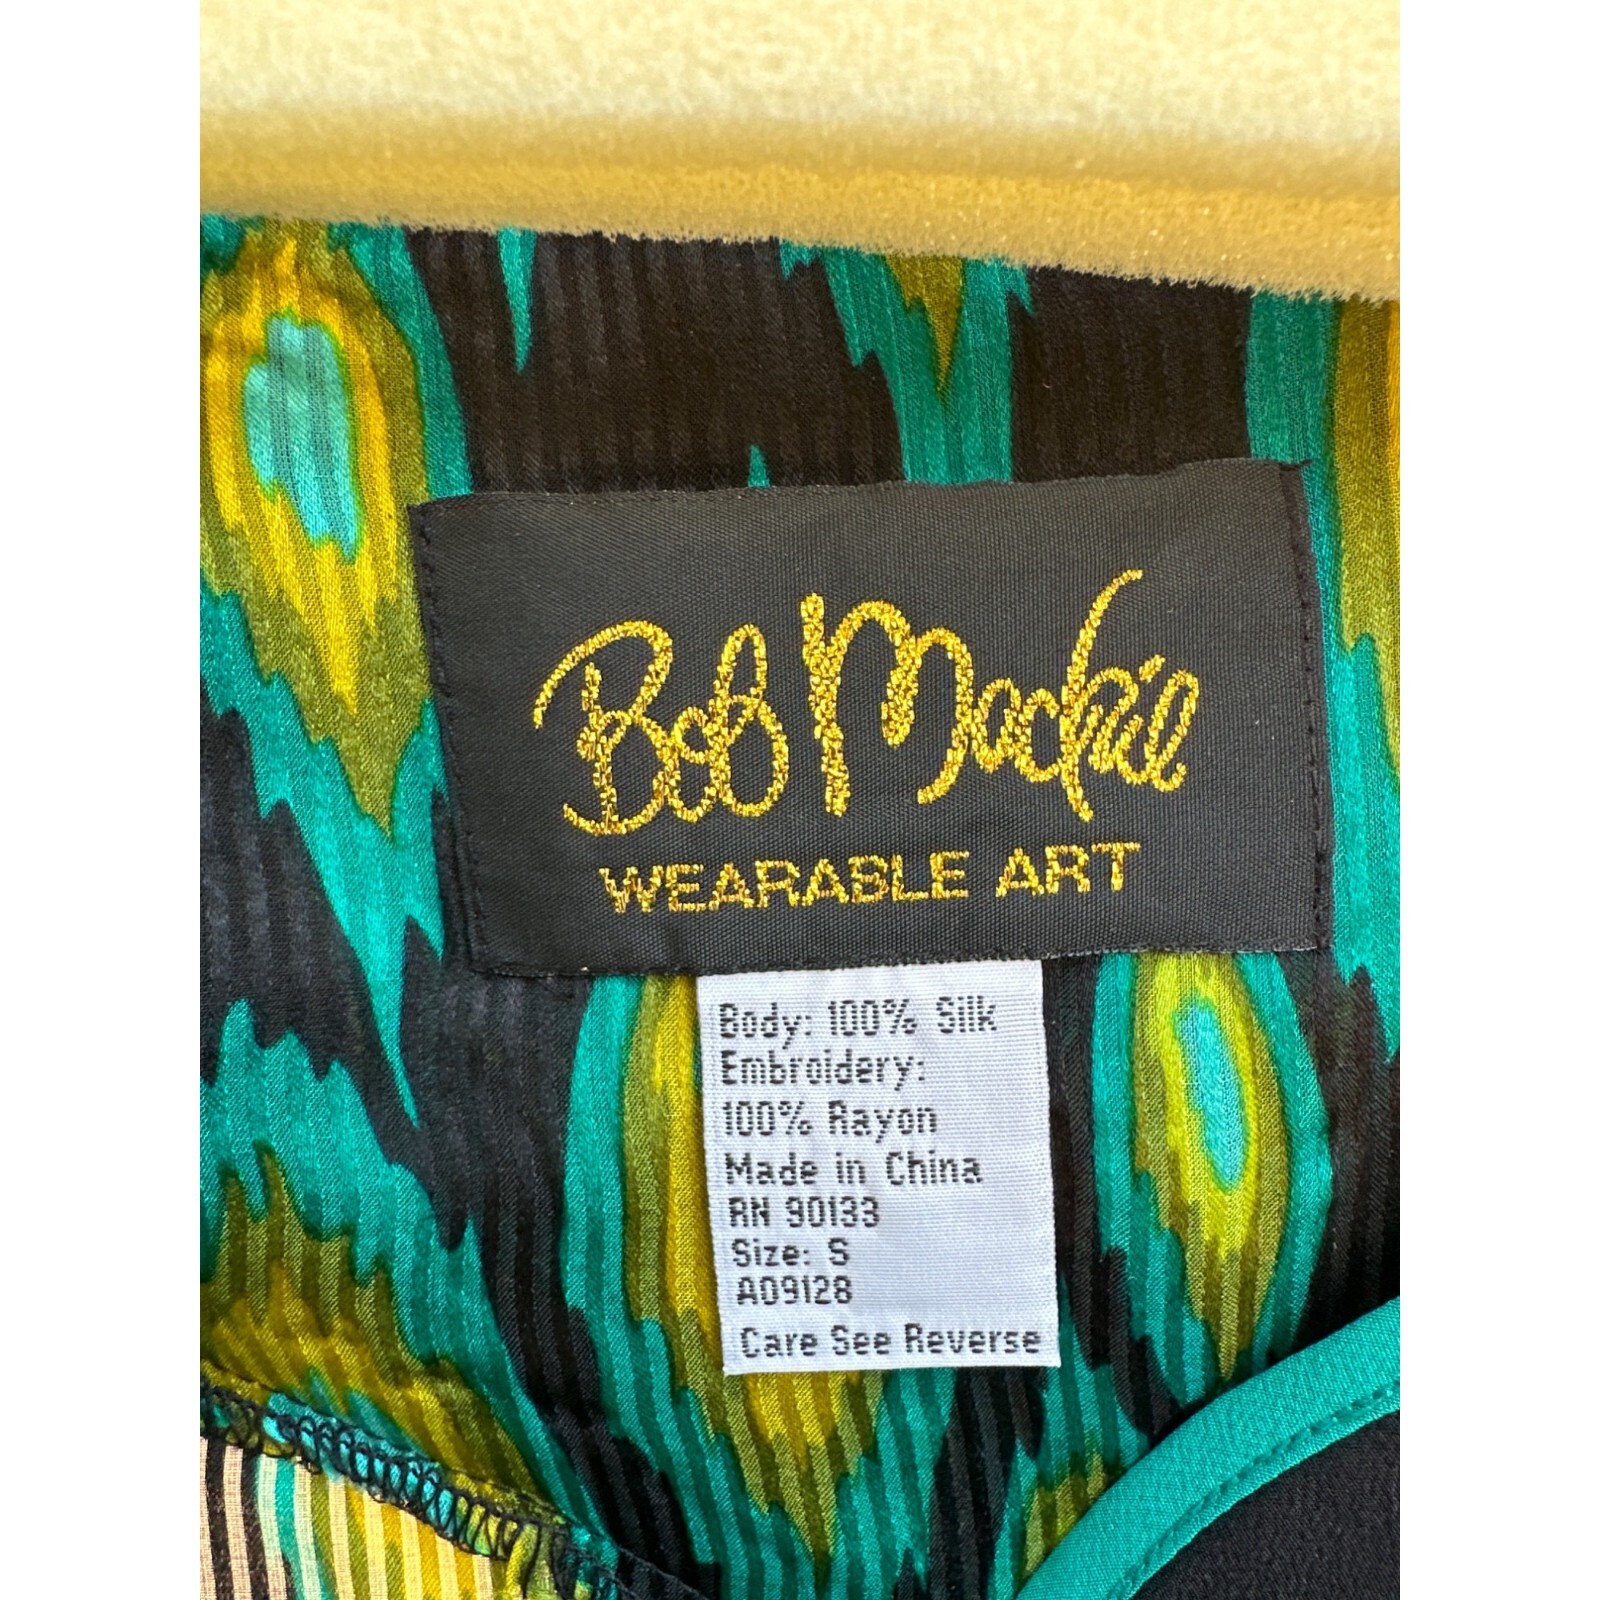 Bob Mackie
WEARABLE ART
Body: 100% Silk
Embroidery:
100% Rayon
Made in China
RN 90133
Size: S
A09128
Care See Reverse